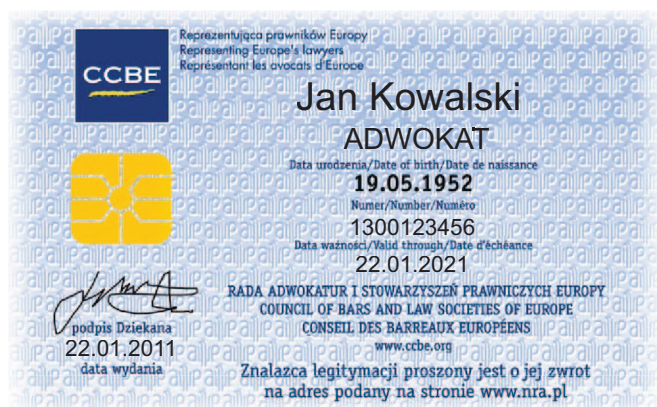 CCBE
Reprezentująca prawników Europy
Representing Europe's lawyers
Représentant les avocats d'Europe
Jan Kowalski
ADWOKAT
Data urodzenia/Date of birth/Date de naissance
19.05.1952
Numer/Number/Numéro
1300123456
Data ważności/Valid through/Date d'échéance
22.01.2021
RADA ADWOKATUR I STOWARZYSZEŃ PRAWNICZYCH EUROPY
COUNCIL OF BARS AND LAW SOCIETIES OF EUROPE
CONSEIL DES BARREAUX EUROPÉENS
www.ccbe.org
podpis Dziekana
22.01.2011
data wydania
Znalazca legitymacji proszony jest o jej zwrot
na adres podany na stronie www.nra.pl